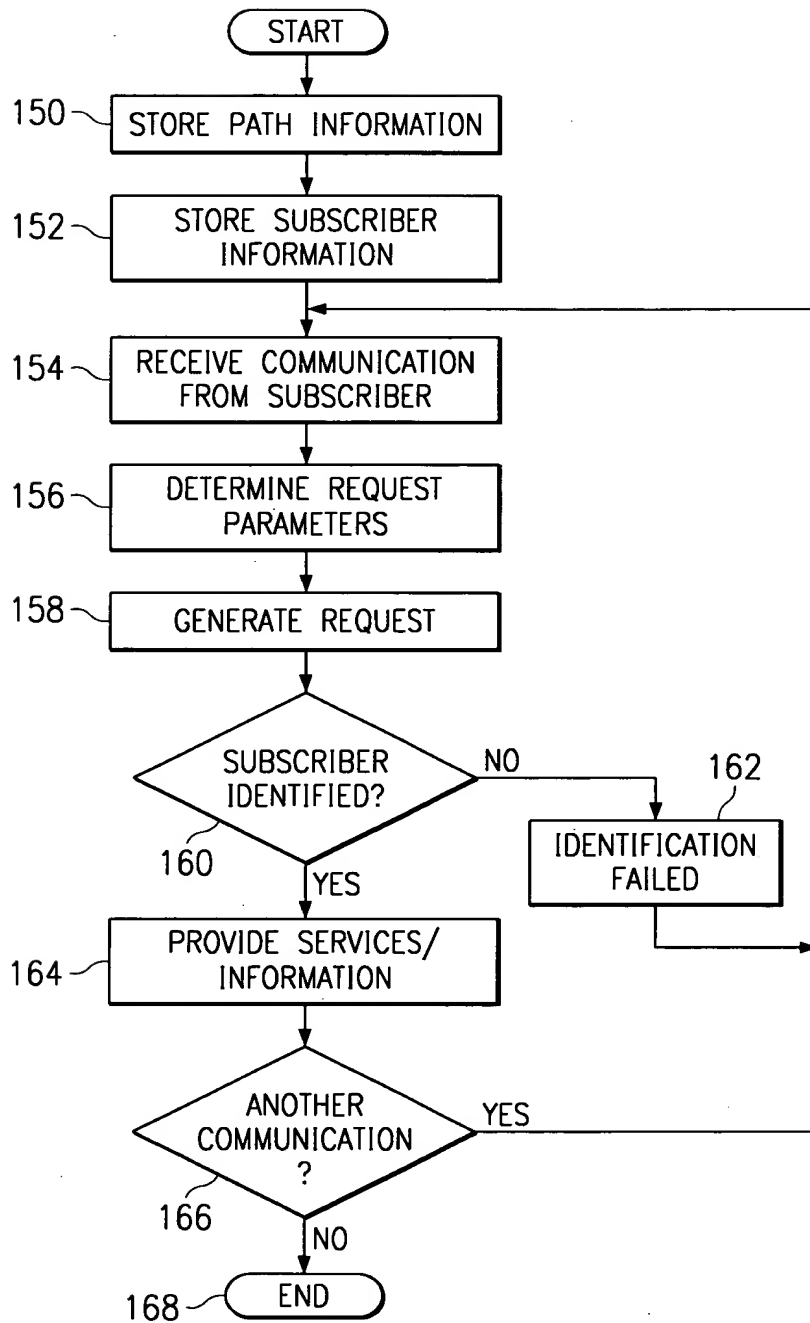 START
150
STORE PATH INFORMATION
152
STORE SUBSCRIBER
INFORMATION
154
RECEIVE COMMUNICATION
FROM SUBSCRIBER
156
DETERMINE REQUEST
PARAMETERS
158
GENERATE REQUEST
SUBSCRIBER
IDENTIFIED?
160
NO
162
IDENTIFICATION
FAILED
YES
164
PROVIDE SERVICES/
INFORMATION
ANOTHER
COMMUNICATION
?
166
YES
NO
168
END